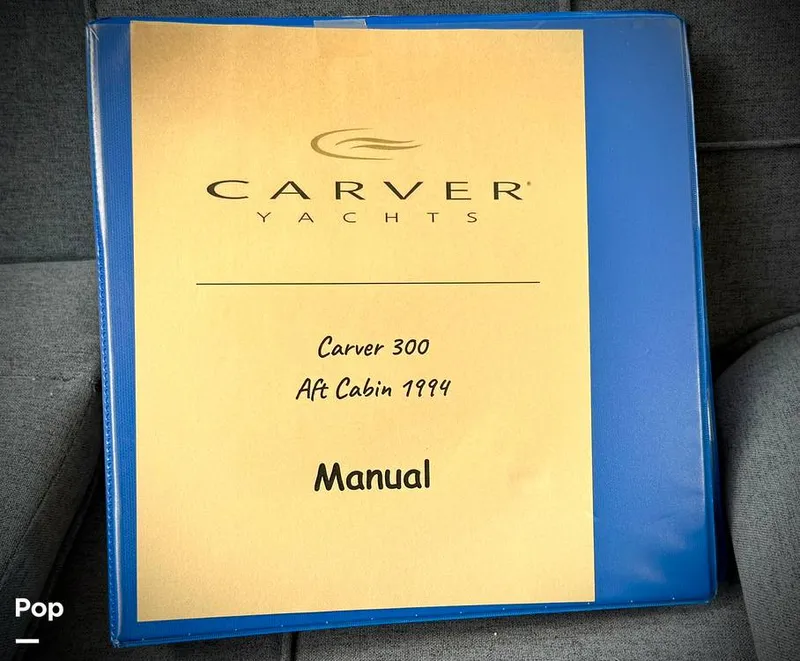 CARVER®
YACHTS
Carver 300
Aft Cabin 1994
Manual
Pop